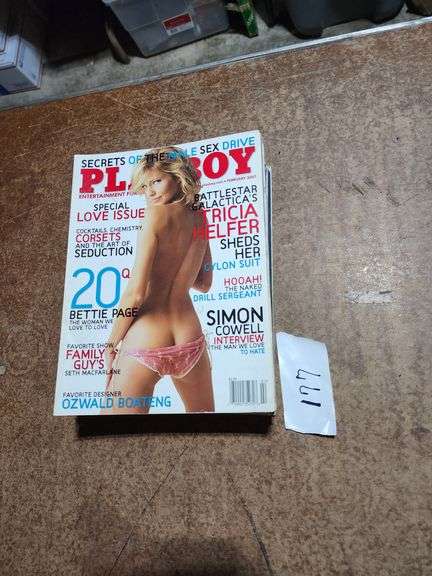 SECRETS OF THE MALE SEX DRIVE
PLAYBOY
ENTERTAINMENT FOR
FEBRUARY 2007
SPECIAL
LOVE ISSUE
COCKTAILS, CHEMISTRY,
CORSETS
AND THE ART OF
SEDUCTION
20Q
BETTIE PAGE
THE WOMAN WE
LOVE TO LOVE
FAVORITE SHOW
FAMILY
GUY'S
SETH MACFARLANE
FAVORITE DESIGNER
OZWALD BOATENG
BATTLESTAR
GALACTICA'S
TRICIA
HELFER
SHEDS
HER
CYLON SUIT
HOOAH!
THE NAKED
DRILL SERGEANT
SIMON
COWELL
INTERVIEW
THE MAN WE LOVE
TO HATE
177